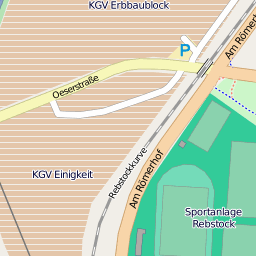 KGV Erbbaublock
P
Am Römerhof
Oeserstraße
KGV Einigkeit
Rebstockkurve
Am Römerhof
Sportanlage
Rebstock